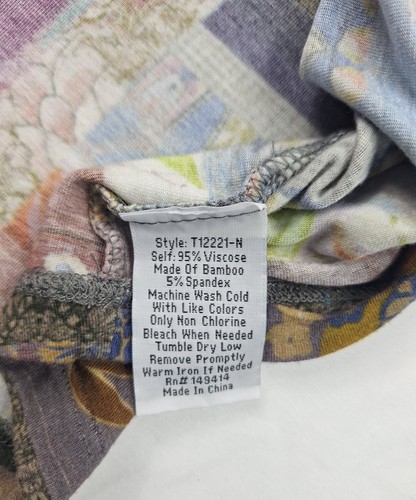 Style: T12221-N
Self: 95% Viscose
Made Of Bamboo
5% Spandex
Machine Wash Cold
With Like Colors
Only Non Chlorine
Bleach When Needed
Tumble Dry Low
Remove Promptly
Warm Iron If Needed
Rn# 149414
Made In China